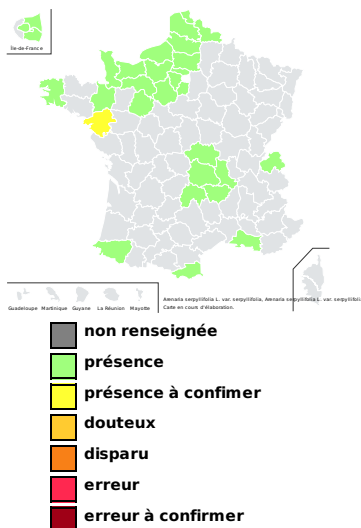 Île-de-France
Guadeloupe Martinique Guyane La Réunion Mayotte
Arenaria serpyllifolia L. var. serpyllifolia, Arenaria serpyllifolia L. var. serpyllifolia
Carte en cours d'élaboration.
non renseignée
présence
présence à confimer
douteux
disparu
erreur
erreur à confirmer